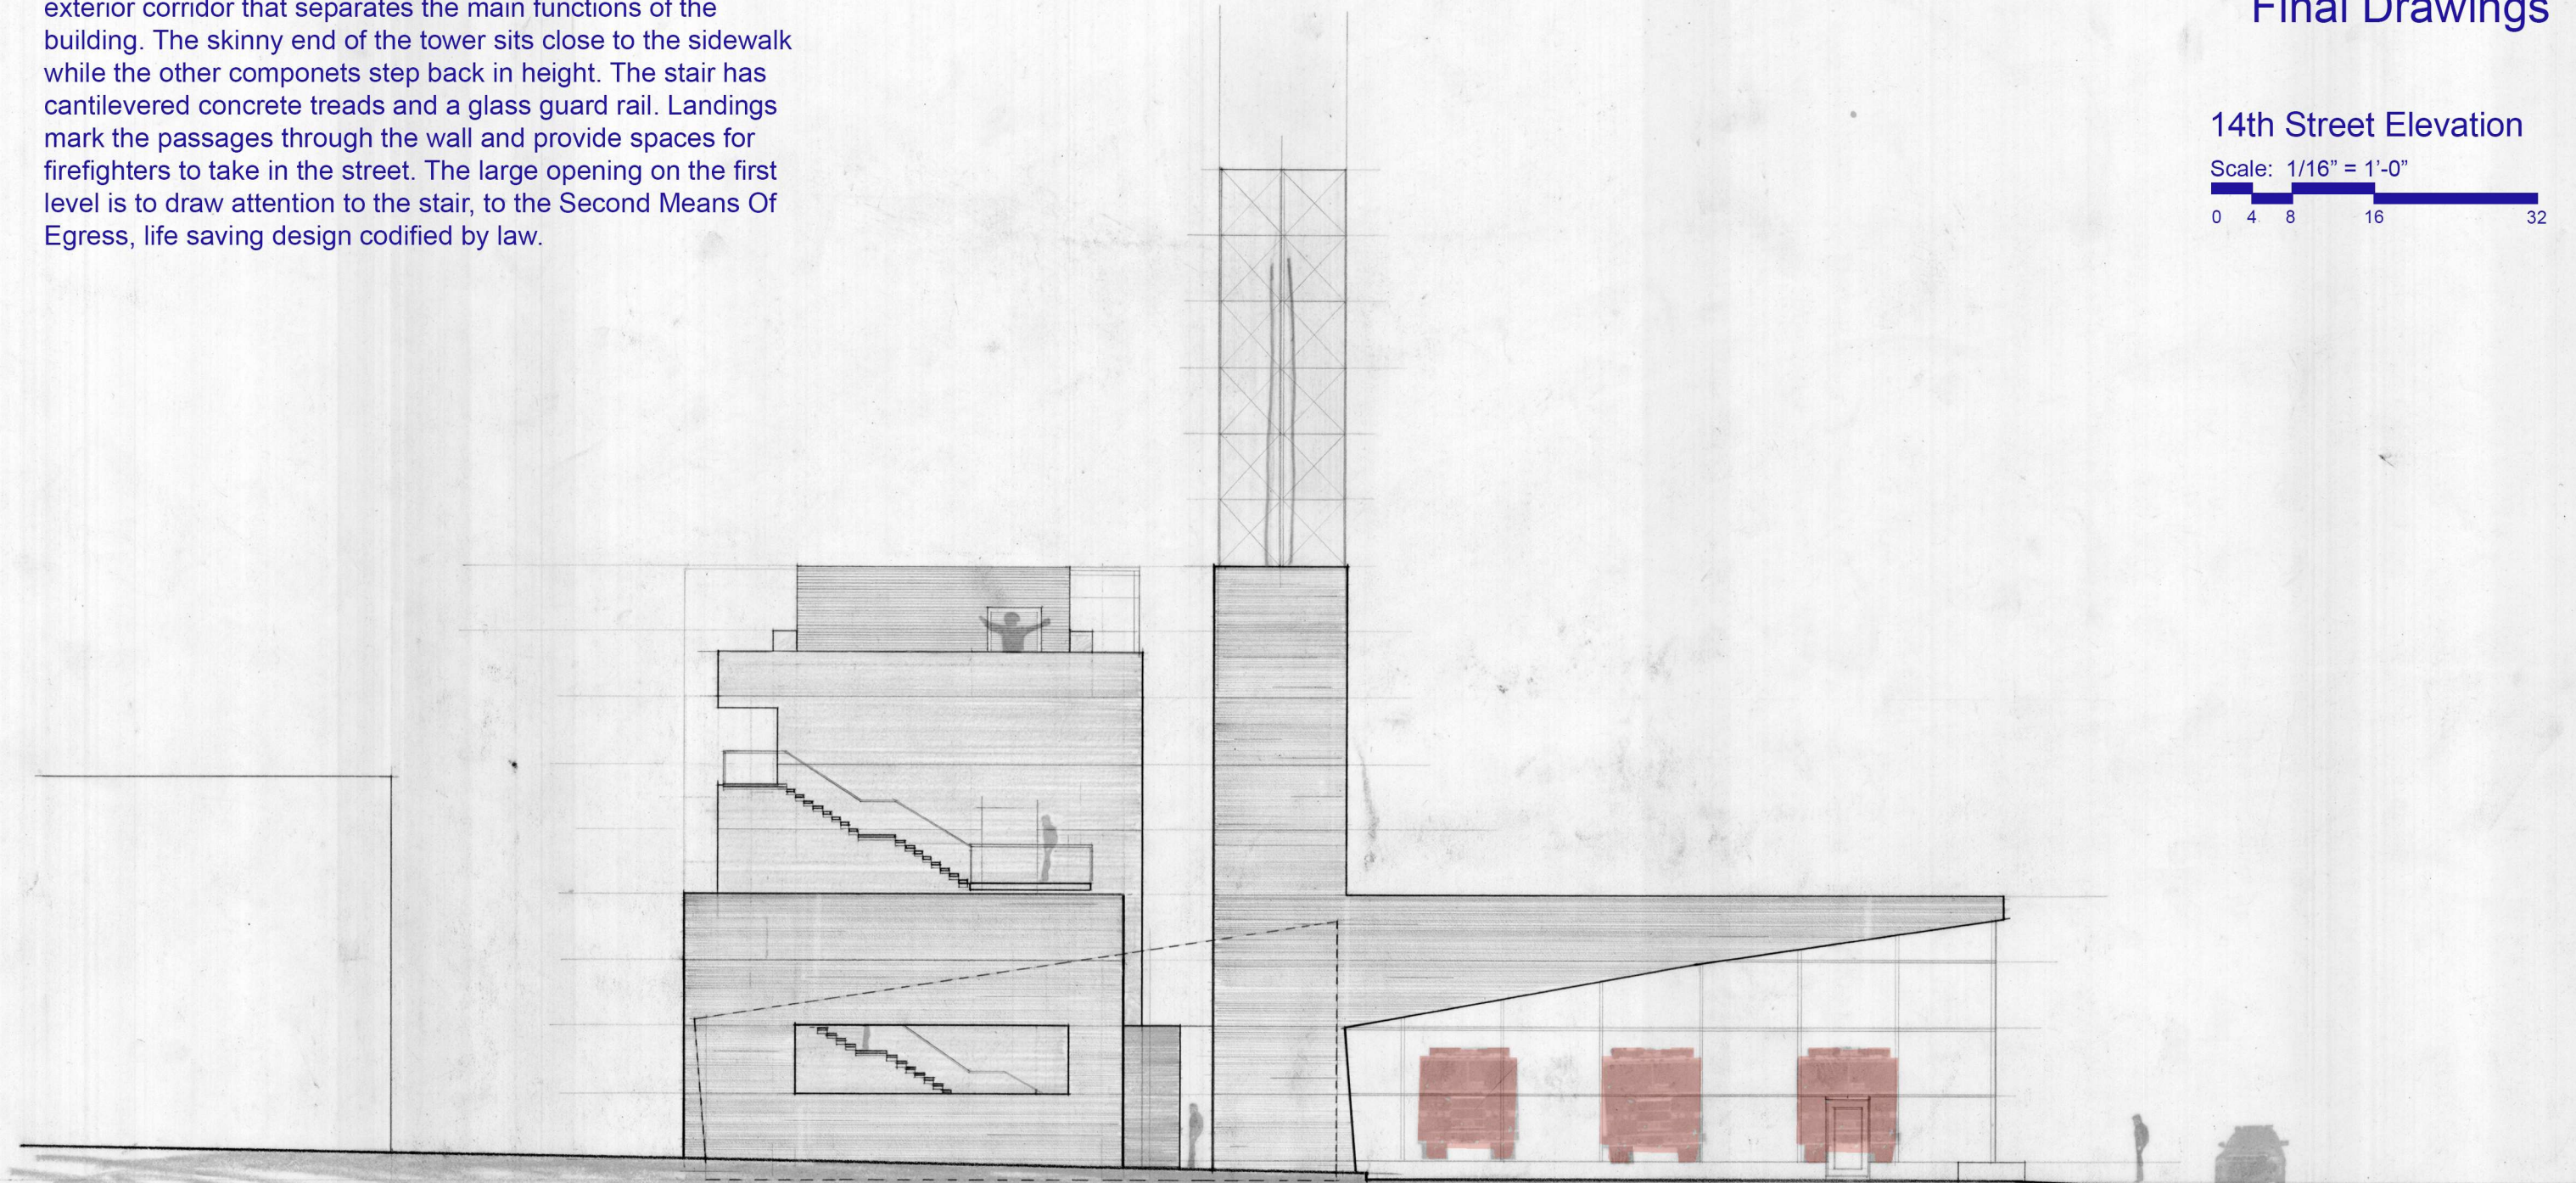 exterior corridor that separates the main functions of the
building. The skinny end of the tower sits close to the sidewalk
while the other componets step back in height. The stair has
cantilevered concrete treads and a glass guard rail. Landings
mark the passages through the wall and provide spaces for
firefighters to take in the street. The large opening on the first
level is to draw attention to the stair, to the Second Means Of
Egress, life saving design codified by law.
Final Drawings
14th Street Elevation
Scale: 1/16” = 1’-0”
0 4 8 16 32